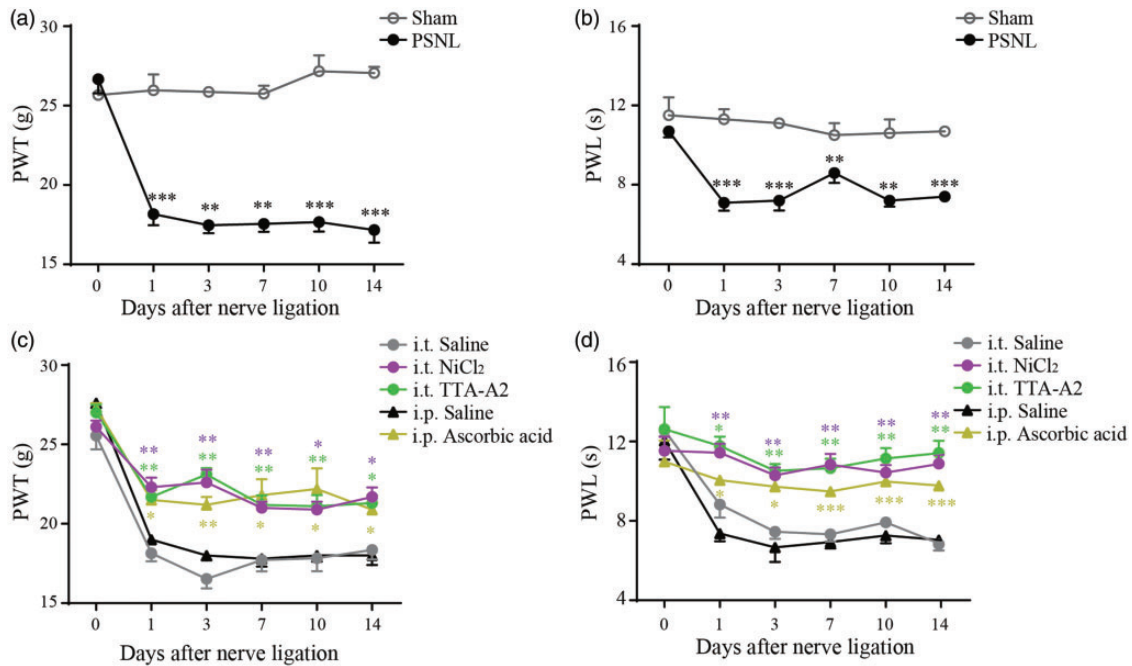 (a)
Sham
PSNL
30
25
20
15
PWT (g)
***
**
**
***
***
0 1 3 7 10 14
Days after nerve ligation
(b)
Sham
PSNL
16
12
8
4
PWL (s)
***
***
**
**
***
0 1 3 7 10 14
Days after nerve ligation
(c)
i.t. Saline
i.t. NiCl₂
i.t. TTA-A2
i.p. Saline
i.p. Ascorbic acid
30
25
20
15
PWT (g)
** ** ** * *
** ** ** ** *
* ** * * *
0 1 3 7 10 14
Days after nerve ligation
(d)
i.t. Saline
i.t. NiCl₂
i.t. TTA-A2
i.p. Saline
i.p. Ascorbic acid
16
12
8
4
PWL (s)
** ** ** ** **
* ** ** ** **
* * *** *** ***
0 1 3 7 10 14
Days after nerve ligation